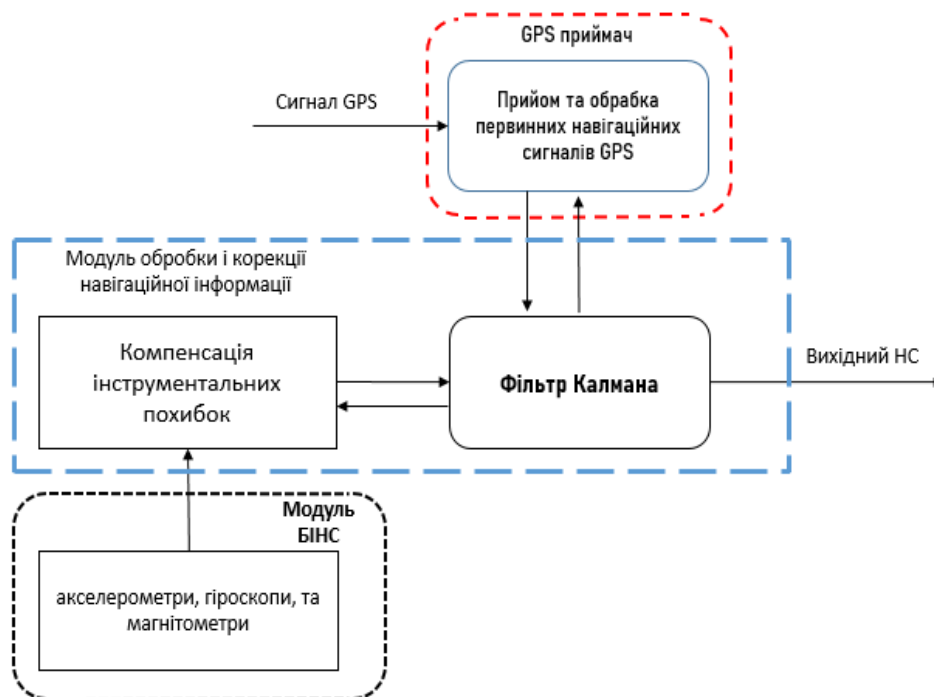 GPS приймач
Сигнал GPS
Прийом та обрабка
первинних навігаційних
сигналів GPS
Модуль обробки і корекції
навігаційної інформації
Компенсація
інструментальних
похибок
Фільтр Калмана
Вихідний НС
Модуль
БІНС
акселерометри, гіроскопи, та
магнітометри